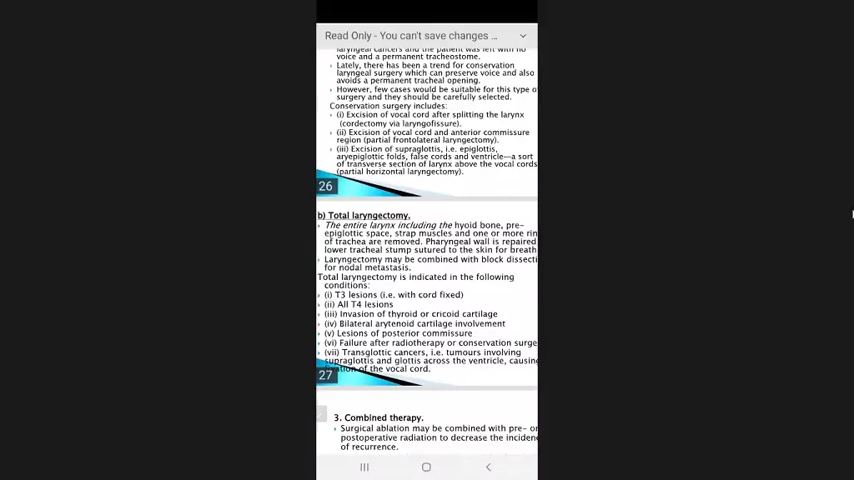 Read Only - You can't save changes ...
laryngeal cancers and the patient was left with no
voice and a permanent tracheostome.
Lately, there has been a trend for conservation
laryngeal surgery which can preserve voice and also
avoids a permanent tracheal opening.
However, few cases would be suitable for this type o
surgery and they should be carefully selected.
Conservation surgery includes:
(i) Excision of vocal cord after splitting the larynx
(cordectomy via laryngofissure).
(ii) Excision of vocal cord and anterior commissure
region (partial frontolateral laryngectomy).
(iii) Excision of supraglottis, i.e. epiglottis,
aryepiglottic folds, false cords and ventricle—a sort
of transverse section of larynx above the vocal cords
(partial horizontal laryngectomy).
26
b) Total laryngectomy.
The entire larynx including the hyoid bone, pre-
epiglottic space, strap muscles and one or more rin
of trachea are removed. Pharyngeal wall is repaired
lower tracheal stump sutured to the skin for breath
Laryngectomy may be combined with block dissecti
for nodal metastasis.
Total laryngectomy is indicated in the following
conditions:
(i) T3 lesions (i.e. with cord fixed)
(ii) All T4 lesions
(iii) Invasion of thyroid or cricoid cartilage
(iv) Bilateral arytenoid cartilage involvement
(v) Lesions of posterior commissure
(vi) Failure after radiotherapy or conservation surge
(vii) Transglottic cancers, i.e. tumours involving
supraglottis and glottis across the ventricle, causing
of the vocal cord.
27
3. Combined therapy.
Surgical ablation may be combined with pre- or
postoperative radiation to decrease the inciden
of recurrence.